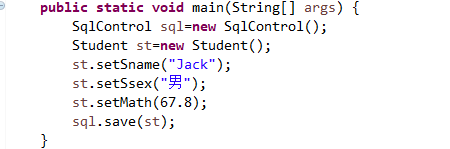 public static void main(String[] args) {
SqlControl sql=new SqlControl();
Student st=new Student();
st.setSname("Jack");
st.setSsex("男");
st.setMath(67.8);
sql.save(st);
}